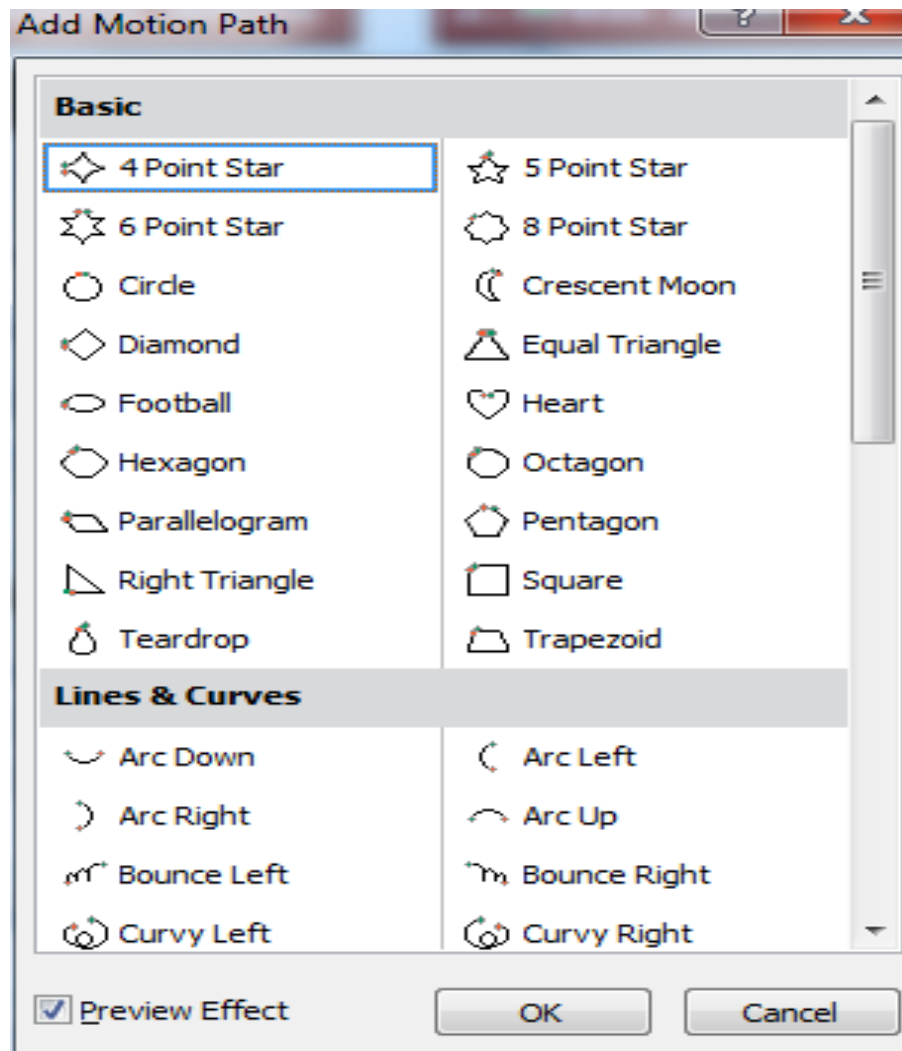 Add Motion Path
Basic
4 Point Star 5 Point Star
6 Point Star 8 Point Star
Circle Crescent Moon
Diamond Equal Triangle
Football Heart
Hexagon Octagon
Parallelogram Pentagon
Right Triangle Square
Teardrop Trapezoid
Lines & Curves
Arc Down Arc Left
Arc Right Arc Up
Bounce Left Bounce Right
Curvy Left Curvy Right
Preview Effect OK Cancel